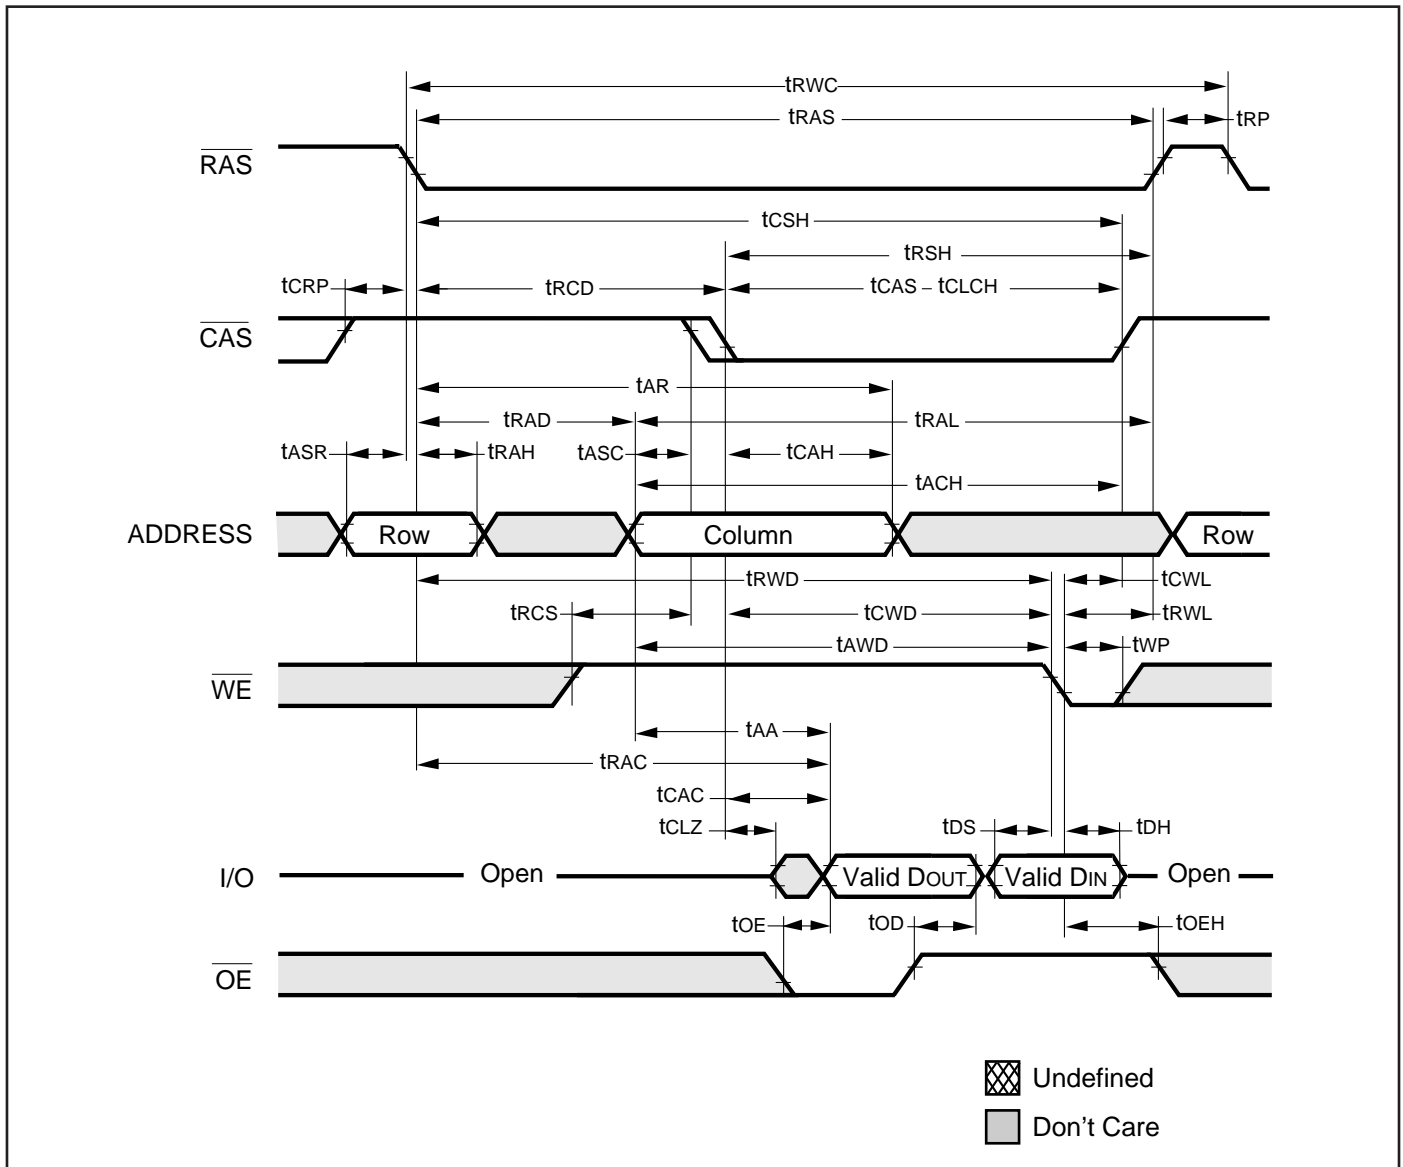 tRWC
tRAS
tRP
RAS
tCSH
tRSH
tCRP
tRCD
tCAS – tCLCH
CAS
tAR
tRAD
tRAL
tASR
tRAH
tASC
tCAH
tACH
ADDRESS
Row
Column
Row
tRWD
tCWL
tRCS
tCWD
tRWL
tAWD
tWP
WE
tAA
tRAC
tCAC
tCLZ
tDS
tDH
I/O
Open
Valid DOUT
Valid DIN
Open
tOE
tOD
tOEH
OE
Undefined
Don't Care